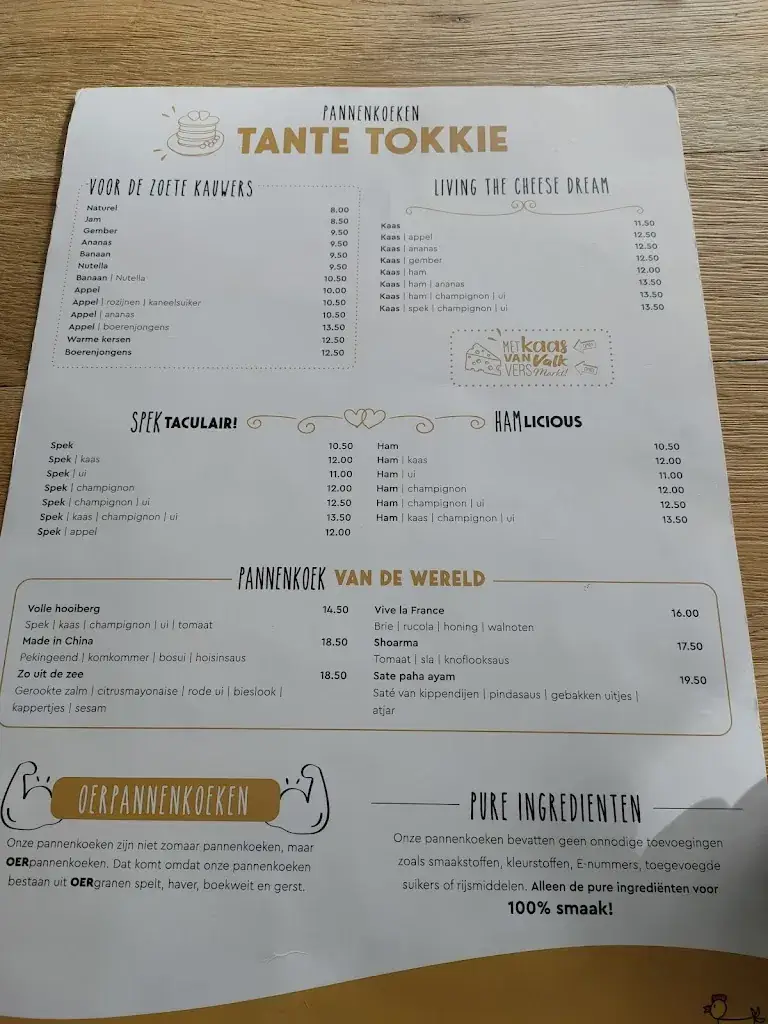 PANNENKOEKEN
TANTE TOKKIE
VOOR DE ZOETE KAUWERS
Naturel 8.00
Jam 8.50
Gember 9.50
Ananas 9.50
Banaan 9.50
Nutella 9.50
Banaan | Nutella 10.50
Appel 10.00
Appel | rozijnen | kaneelsuiker 10.50
Appel | ananas 10.50
Appel | boerenjongens 13.50
Warme kersen 12.50
Boerenjongens 12.50
LIVING THE CHEESE DREAM
Kaas 11.50
Kaas | appel 12.50
Kaas | ananas 12.50
Kaas | gember 12.50
Kaas | ham 12.00
Kaas | ham | ananas 13.50
Kaas | ham | champignon | ui 13.50
Kaas | spek | champignon | ui 13.50
MET kaas
VAN Valk
VERS Markt!
SPEKTACULAIR!
Spek 10.50
Spek | kaas 12.00
Spek | ui 11.00
Spek | champignon 12.00
Spek | champignon | ui 12.50
Spek | kaas | champignon | ui 13.50
Spek | appel 12.00
HAMLICIOUS
Ham 10.50
Ham | kaas 12.00
Ham | ui 11.00
Ham | champignon 12.00
Ham | champignon | ui 12.50
Ham | kaas | champignon | ui 13.50
PANNENKOEK VAN DE WERELD
Volle hooiberg 14.50
Spek | kaas | champignon | ui | tomaat
Made in China 18.50
Pekingeend | komkommer | bosui | hoisinsaus
Zo uit de zee 18.50
Gerookte zalm | citrusmayonaise | rode ui | bieslook |
kappertjes | sesam
Vive la France 16.00
Brie | rucola | honing | walnoten
Shoarma 17.50
Tomaat | sla | knoflooksaus
Sate paha ayam 19.50
Saté van kippendijen | pindasaus | gebakken uitjes |
atjar
OERPANNENKOEKEN
Onze pannenkoeken zijn niet zomaar pannenkoeken, maar
OERpannenkoeken. Dat komt omdat onze pannenkoeken
bestaan uit OERgranen spelt, haver, boekweit en gerst.
PURE INGREDIENTEN
Onze pannenkoeken bevatten geen onnodige toevoegingen
zoals smaakstoffen, kleurstoffen, E-nummers, toegevoegde
suikers of rijsmiddelen. Alleen de pure ingrediënten voor
100% smaak!